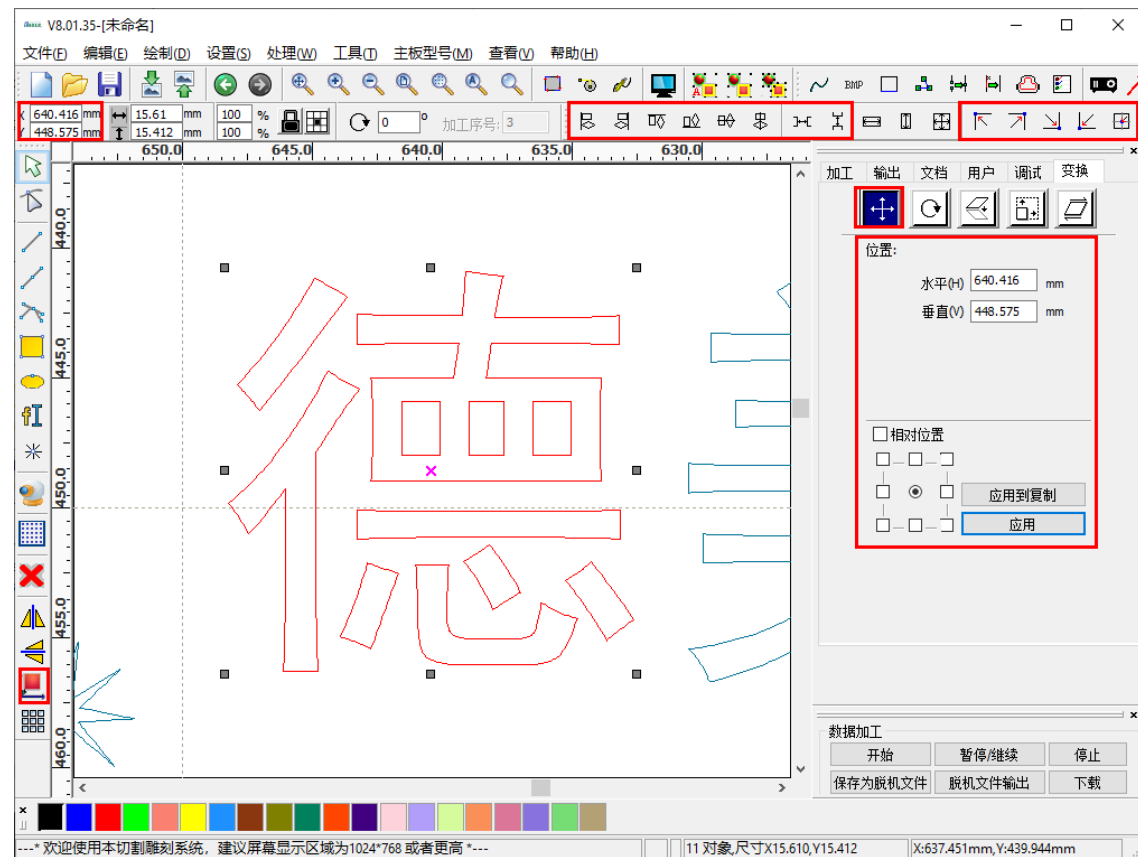 V8.01.35-[未命名]
文件(F) 编辑(E) 绘制(D) 设置(S) 处理(W) 工具(T) 主板型号(M) 查看(V) 帮助(H)
BMP
X 640.416 mm 15.61 mm 100 % 0 ° 加工序号: 3
Y 448.575 mm 15.412 mm 100 %
650.0 645.0 640.0 635.0 630.0
440.0
445.0
450.0
455.0
460.0
德
加工 输出 文档 用户 调试 变换
位置:
水平(H) 640.416 mm
垂直(V) 448.575 mm
相对位置
应用到复制
应用
数据加工
开始 暂停/继续 停止
保存为脱机文件 脱机文件输出 下载
---* 欢迎使用本切割雕刻系统，建议屏幕显示区域为1024*768 或者更高 *---
11 对象,尺寸X15.610,Y15.412
X:637.451mm,Y:439.944mm